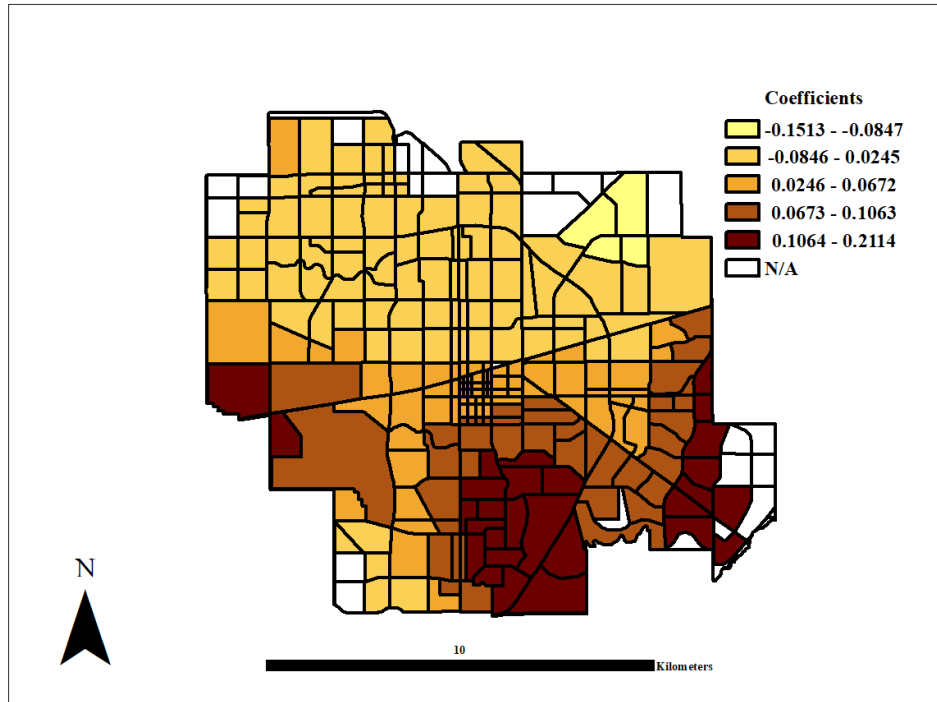 Coefficients
-0.1513 - -0.0847
-0.0846 - 0.0245
0.0246 - 0.0672
0.0673 - 0.1063
0.1064 - 0.2114
N/A
N
10
Kilometers